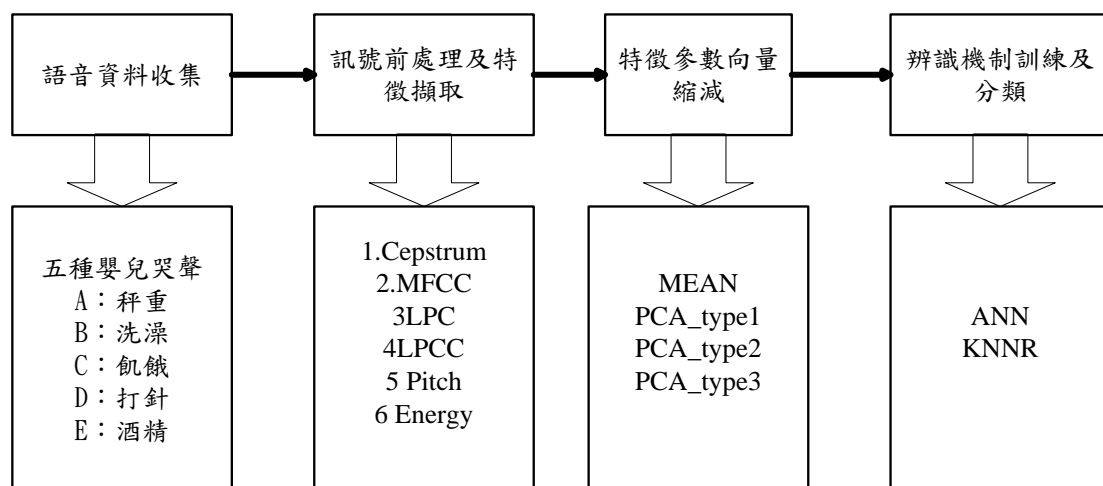 語音資料收集
訊號前處理及特
徵擷取
特徵參數向量
縮減
辨識機制訓練及
分類
五種嬰兒哭聲
A：秤重
B：洗澡
C：飢餓
D：打針
E：酒精
1.Cepstrum
2.MFCC
3LPC
4LPCC
5 Pitch
6 Energy
MEAN
PCA_type1
PCA_type2
PCA_type3
ANN
KNNR